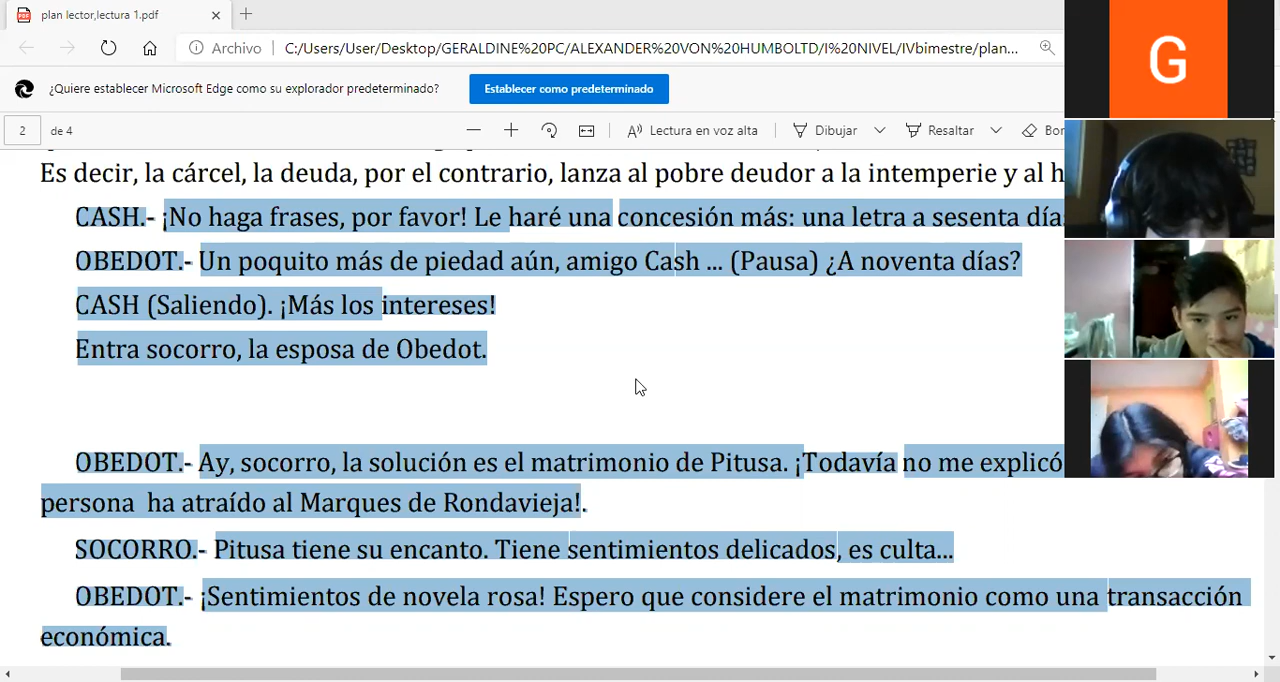 plan lector,lectura 1.pdf
Archivo C:/Users/User/Desktop/GERALDINE%20PC/ALEXANDER%20VON%20HUMBOLTD/I%20NIVEL/IVbimestre/plan...
¿Quiere establecer Microsoft Edge como su explorador predeterminado? Establecer como predeterminado
2 de 4 Lectura en voz alta Dibujar Resaltar
Es decir, la cárcel, la deuda, por el contrario, lanza al pobre deudor a la intemperie y al
CASH.- ¡No haga frases, por favor! Le haré una concesión más: una letra a sesenta días
OBEDOT.- Un poquito más de piedad aún, amigo Cash ... (Pausa) ¿A noventa días?
CASH (Saliendo). ¡Más los intereses!
Entra socorro, la esposa de Obedot.
OBEDOT.- Ay, socorro, la solución es el matrimonio de Pitusa. ¡Todavía no me explicó
persona ha atraído al Marques de Rondavieja!.
SOCORRO.- Pitusa tiene su encanto. Tiene sentimientos delicados, es culta...
OBEDOT.- ¡Sentimientos de novela rosa! Espero que considere el matrimonio como una transacción
económica.
G